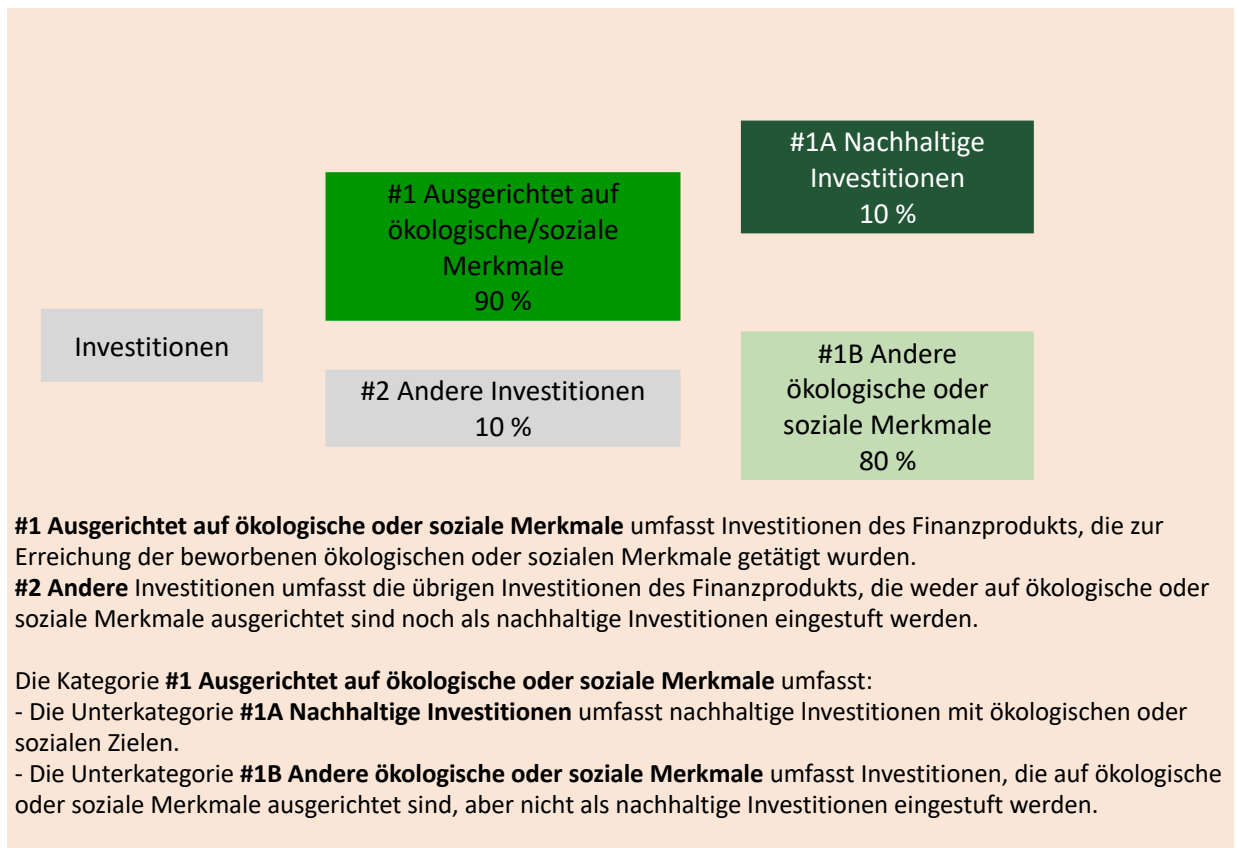 #1A Nachhaltige
Investitionen
10 %
#1 Ausgerichtet auf
ökologische/soziale
Merkmale
90 %
Investitionen
#2 Andere Investitionen
10 %
#1B Andere
ökologische oder
soziale Merkmale
80 %
#1 Ausgerichtet auf ökologische oder soziale Merkmale umfasst Investitionen des Finanzprodukts, die zur
Erreichung der beworbenen ökologischen oder sozialen Merkmale getätigt wurden.
#2 Andere Investitionen umfasst die übrigen Investitionen des Finanzprodukts, die weder auf ökologische oder
soziale Merkmale ausgerichtet sind noch als nachhaltige Investitionen eingestuft werden.
Die Kategorie #1 Ausgerichtet auf ökologische oder soziale Merkmale umfasst:
- Die Unterkategorie #1A Nachhaltige Investitionen umfasst nachhaltige Investitionen mit ökologischen oder
sozialen Zielen.
- Die Unterkategorie #1B Andere ökologische oder soziale Merkmale umfasst Investitionen, die auf ökologische
oder soziale Merkmale ausgerichtet sind, aber nicht als nachhaltige Investitionen eingestuft werden.